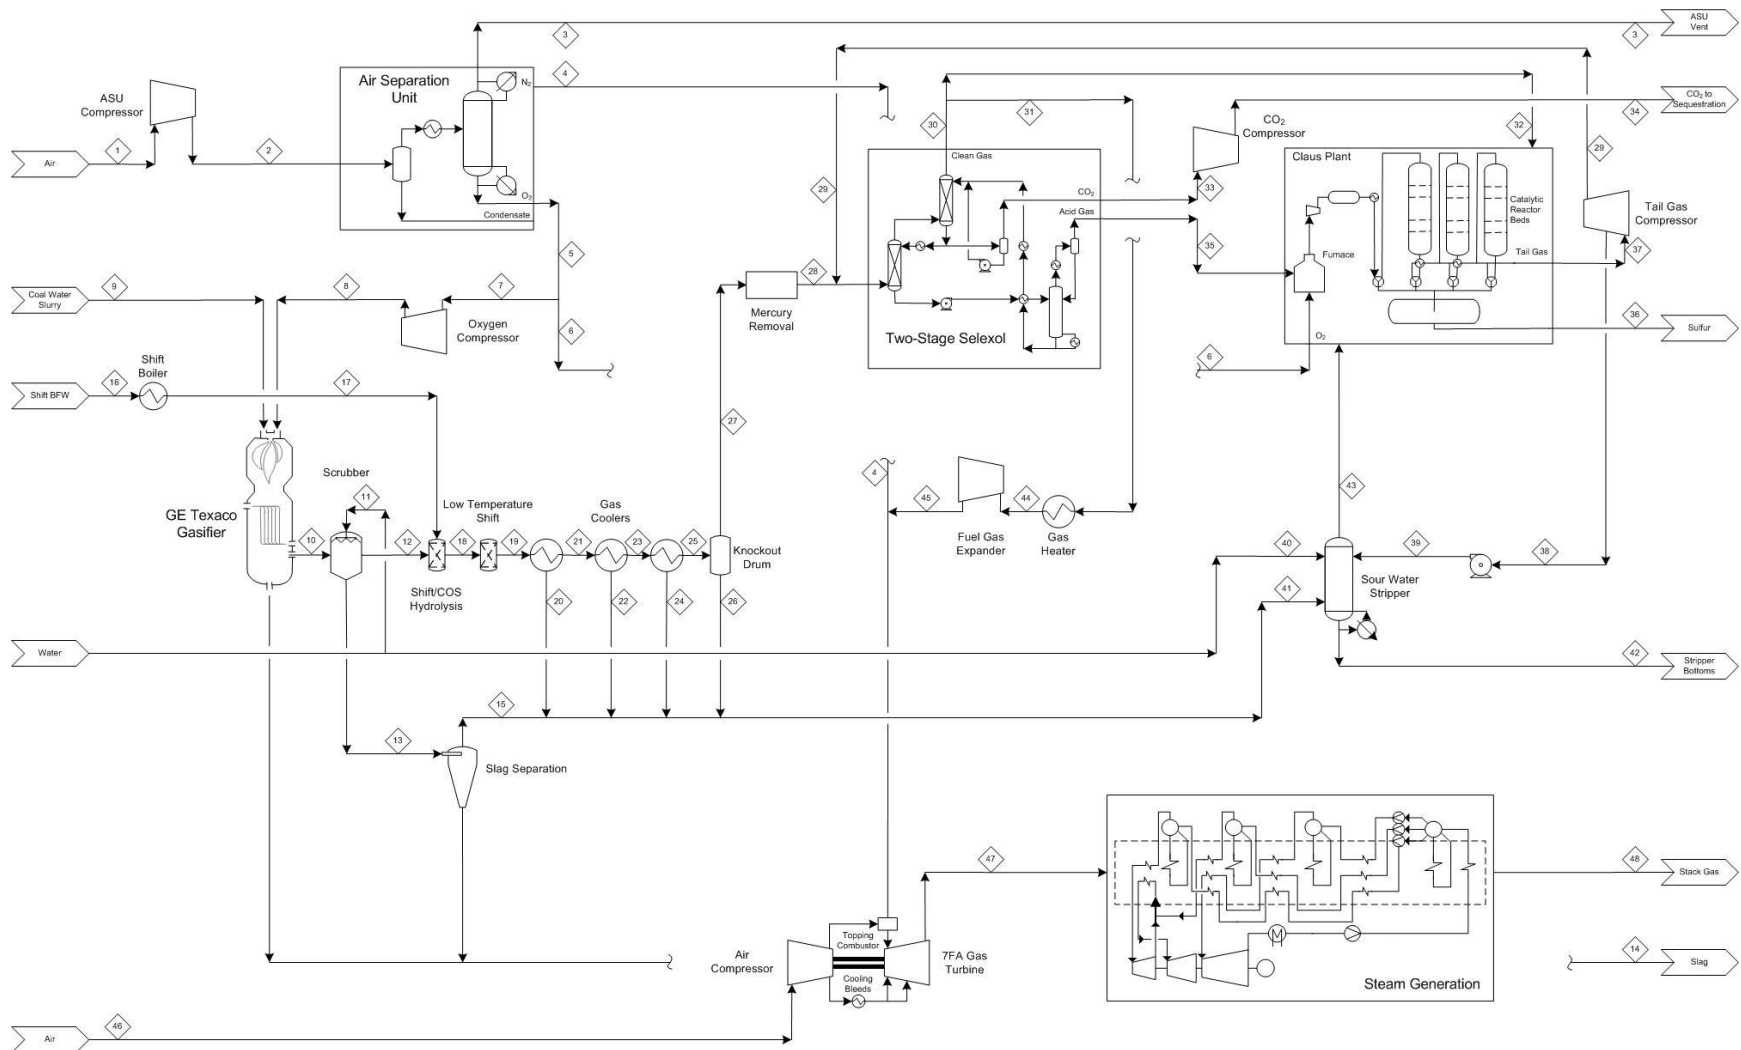 3
ASU
Vent
3
Air Separation
Unit
N2
4
ASU
Compressor
Air
1
2
O2
Condensate
5
31
30
CO2
Compressor
34
CO2 to
Sequestration
32
Clean Gas
Claus Plant
29
29
CO2
33
Acid Gas
35
Catalytic
Reactor
Beds
Tail Gas
Compressor
Tail Gas
37
Furnace
Coal Water
Slurry
9
8
7
Oxygen
Compressor
6
28
Mercury
Removal
Two-Stage Selexol
O2
6
36
Sulfur
Shift
Boiler
Shift BFW
16
17
27
Scrubber
11
GE Texaco
Gasifier
10
12
Low Temperature
Shift
18
19
Shift/COS
Hydrolysis
Gas
Coolers
21
23
25
Knockout
Drum
20
22
24
26
4
45
Fuel Gas
Expander
44
Gas
Heater
43
40
39
38
41
Sour Water
Stripper
Water
42
Stripper
Bottoms
15
13
Slag Separation
47
48
Stack Gas
Topping
Combustor
Air
Compressor
7FA Gas
Turbine
Cooling
Bleeds
Steam Generation
14
Slag
Air
46